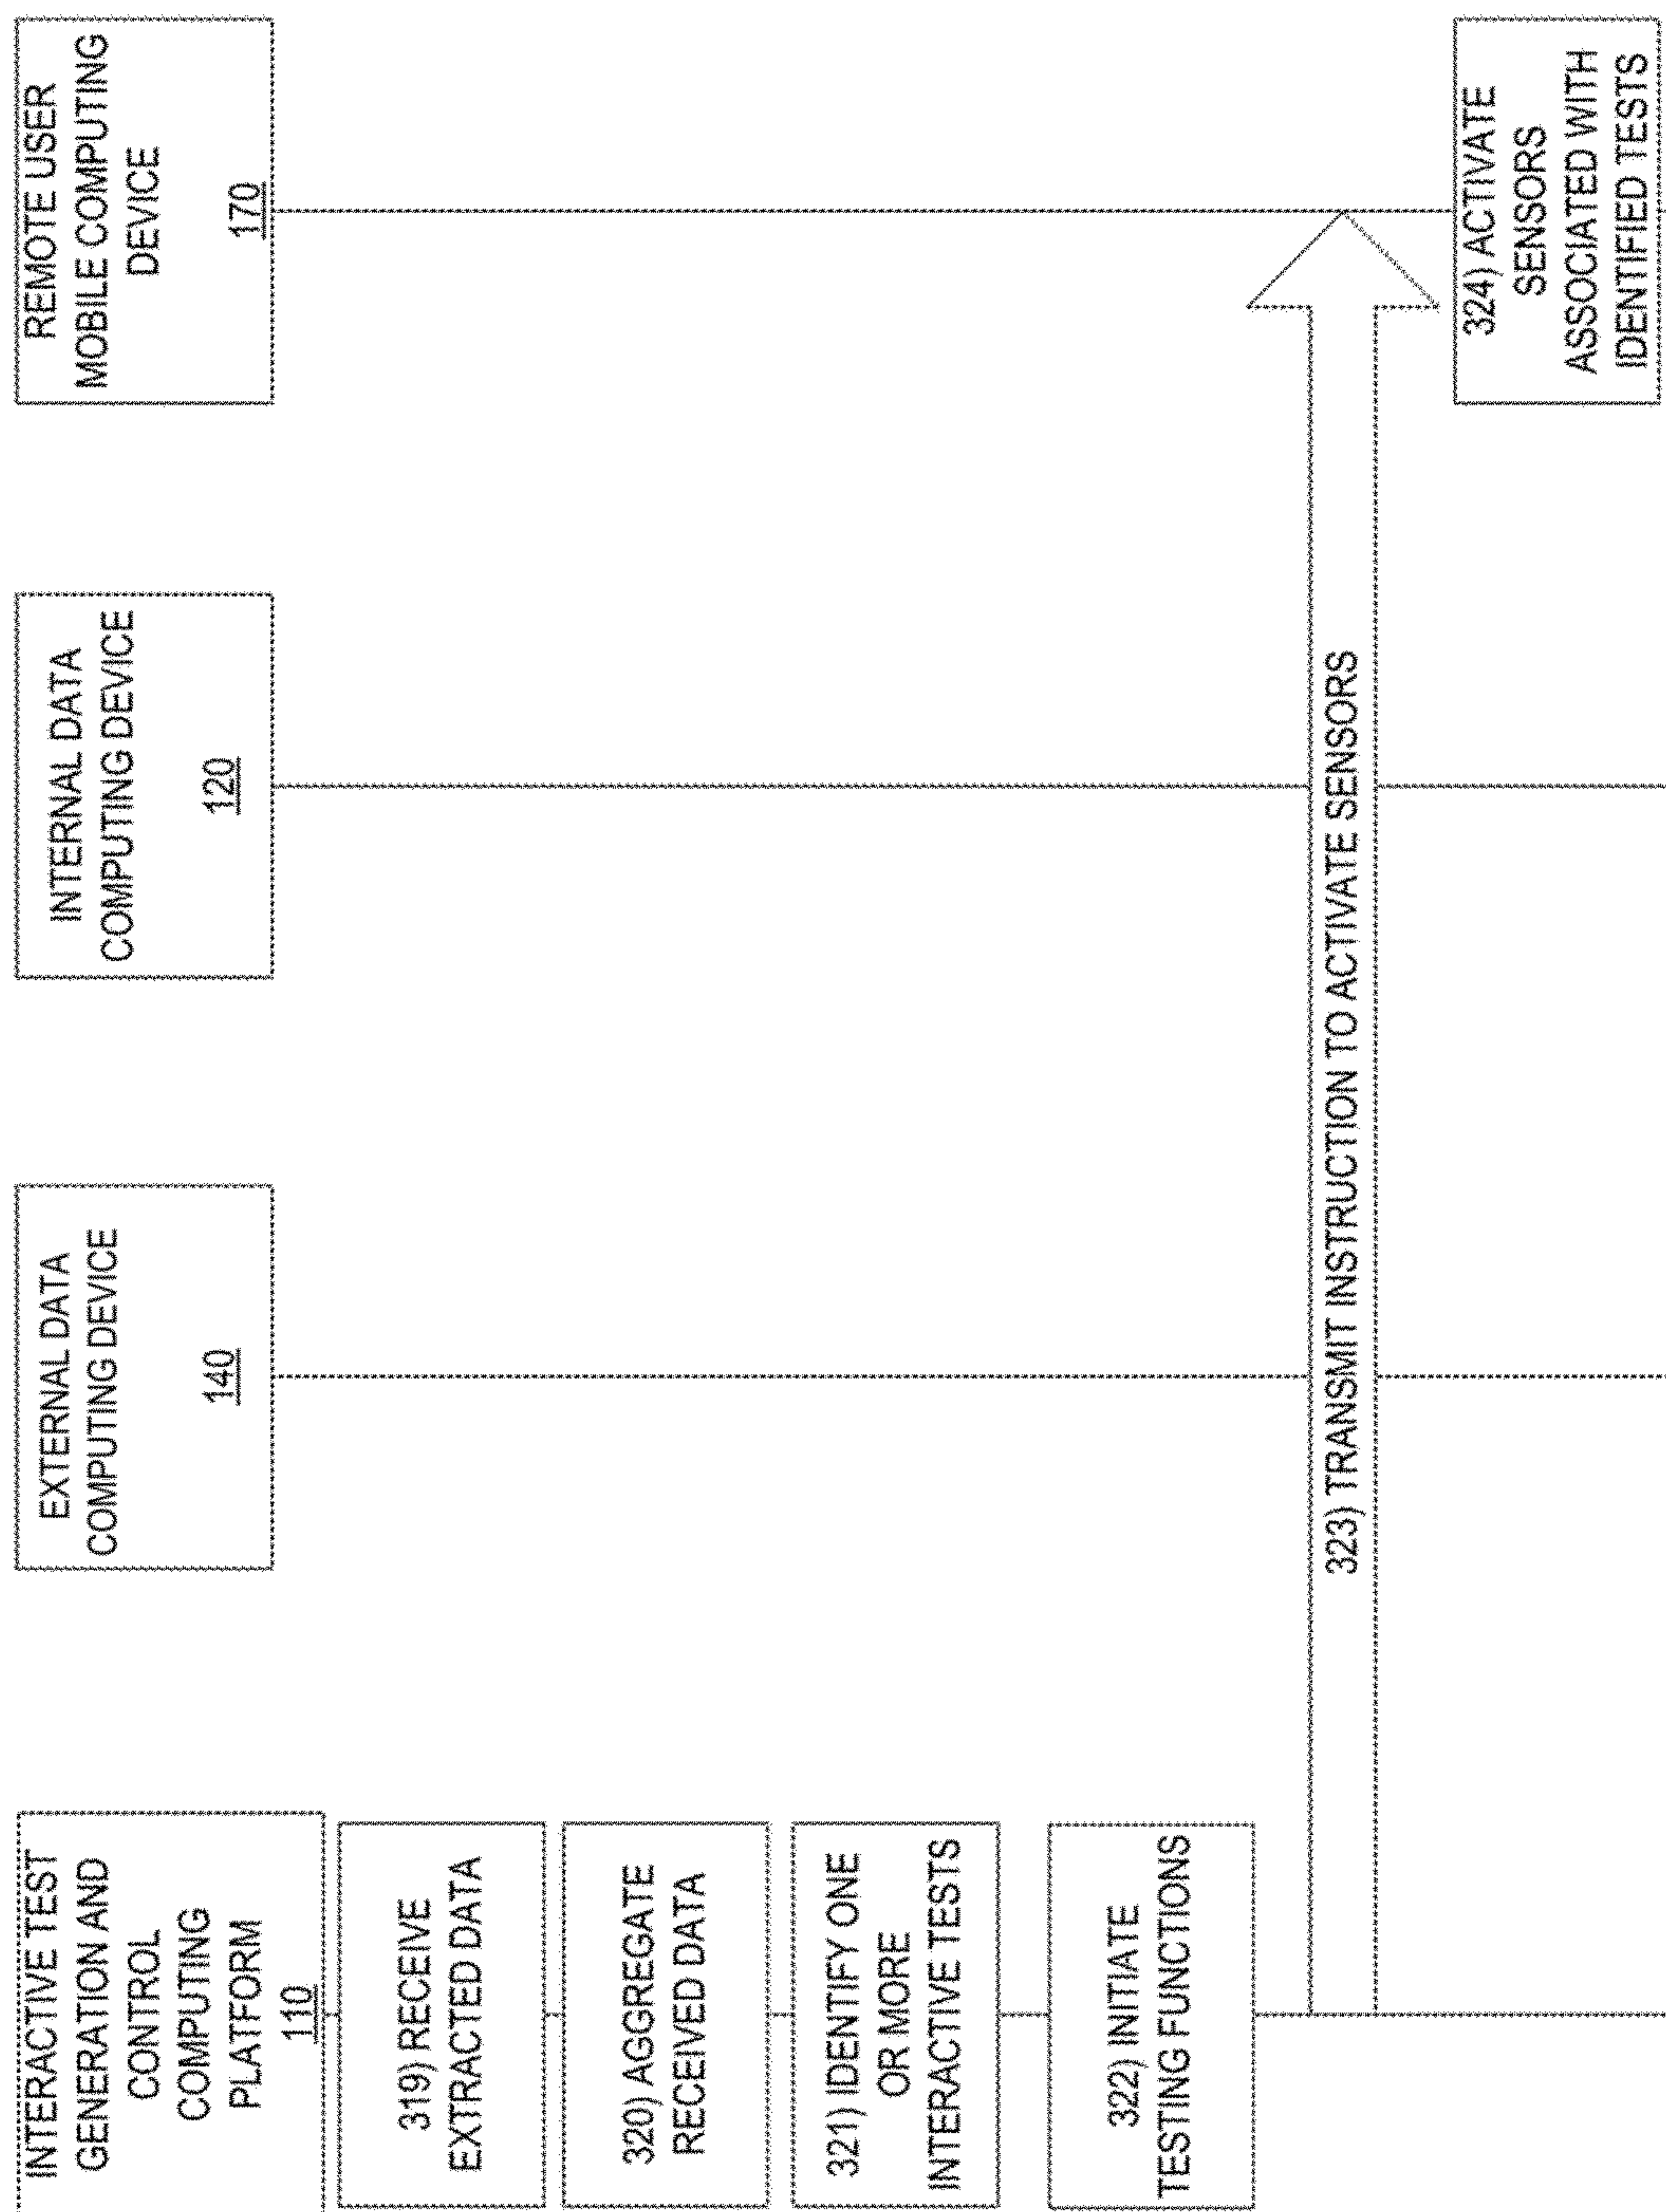 INTERACTIVE TEST
GENERATION AND
CONTROL
COMPUTING
PLATFORM
110
EXTERNAL DATA
COMPUTING DEVICE
140
INTERNAL DATA
COMPUTING DEVICE
120
REMOTE USER
MOBILE COMPUTING
DEVICE
170
319) RECEIVE
EXTRACTED DATA
320) AGGREGATE
RECEIVED DATA
321) IDENTIFY ONE
OR MORE
INTERACTIVE TESTS
322) INITIATE
TESTING FUNCTIONS
323) TRANSMIT INSTRUCTION TO ACTIVATE SENSORS
324) ACTIVATE
SENSORS
ASSOCIATED WITH
IDENTIFIED TESTS